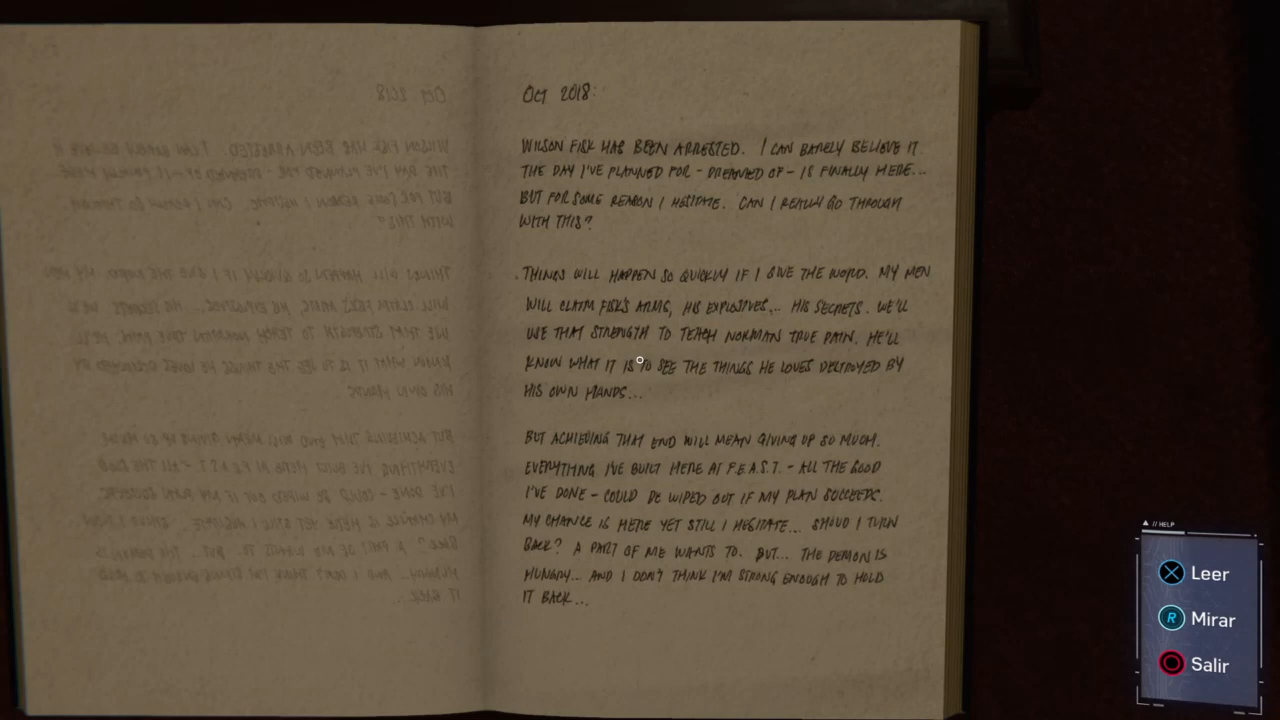 Oct 2018:
WILSON FISK HAS BEEN ARRESTED. I CAN BARELY BELIEVE IT.
THE DAY I'VE PLANNED FOR - DREAMED OF - IS FINALLY HERE...
BUT FOR SOME REASON I HESITATE. CAN I REALLY GO THROUGH
WITH THIS?
THINGS WILL HAPPEN SO QUICKLY IF I GIVE THE WORD. MY MEN
WILL CLAIM FISK'S ARMS, HIS EXPLOSIVES... HIS SECRETS. WE'LL
USE THAT STRENGTH TO TEACH NORMAN TRUE PAIN. HE'LL
KNOW WHAT IT IS TO SEE THE THINGS HE LOVES DESTROYED BY
HIS OWN HANDS...
BUT ACHIEVING THAT END WILL MEAN GIVING UP SO MUCH.
EVERYTHING I'VE BUILT HERE AT F.E.A.S.T. - ALL THE GOOD
I'VE DONE - COULD BE WIPED OUT IF MY PLAN SUCCEEDS.
MY CHANCE IS HERE YET STILL I HESITATE... SHOUD I TURN
BACK? A PART OF ME WANTS TO. BUT... THE DEMON IS
HUNGRY... AND I DON'T THINK I'M STRONG ENOUGH TO HOLD
IT BACK...
// HELP
Leer
R Mirar
Salir